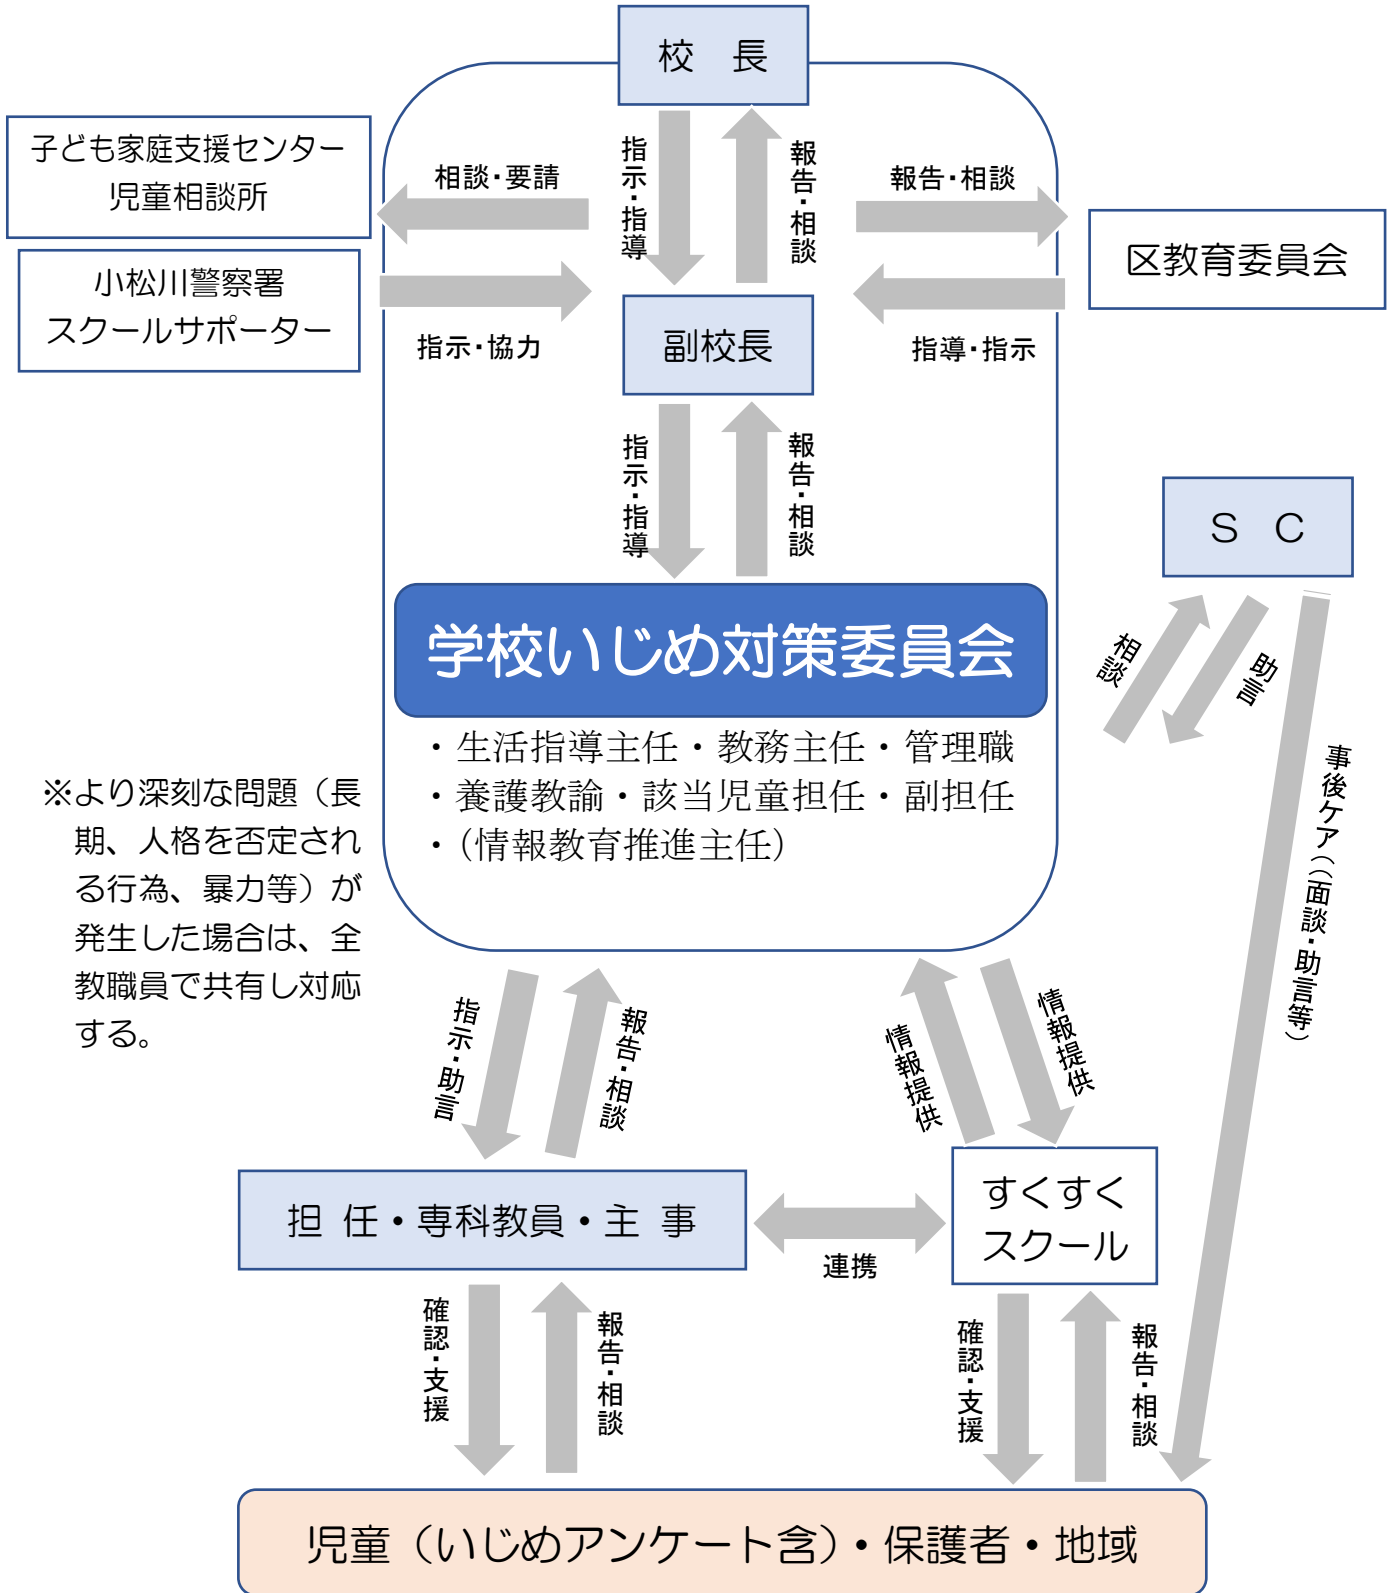 校　長
子ども家庭支援センター
児童相談所
相談・要請
指示・指導
報告・相談
報告・相談
区教育委員会
小松川警察署
スクールサポーター
指示・協力
副校長
指導・指示
指示・指導
報告・相談
Ｓ　Ｃ
学校いじめ対策委員会
相談
助言
・生活指導主任・教務主任・管理職
・養護教諭・該当児童担任・副担任
・（情報教育推進主任）
※より深刻な問題（長
期、人格を否定され
る行為、暴力等）が
発生した場合は、全
教職員で共有し対応
する。
事後ケア（（面談・助言等）
指示・助言
報告・相談
情報提供
情報提供
担 任・専科教員・主 事
連携
すくすく
スクール
確認・支援
報告・相談
確認・支援
報告・相談
児童（いじめアンケート含）・保護者・地域